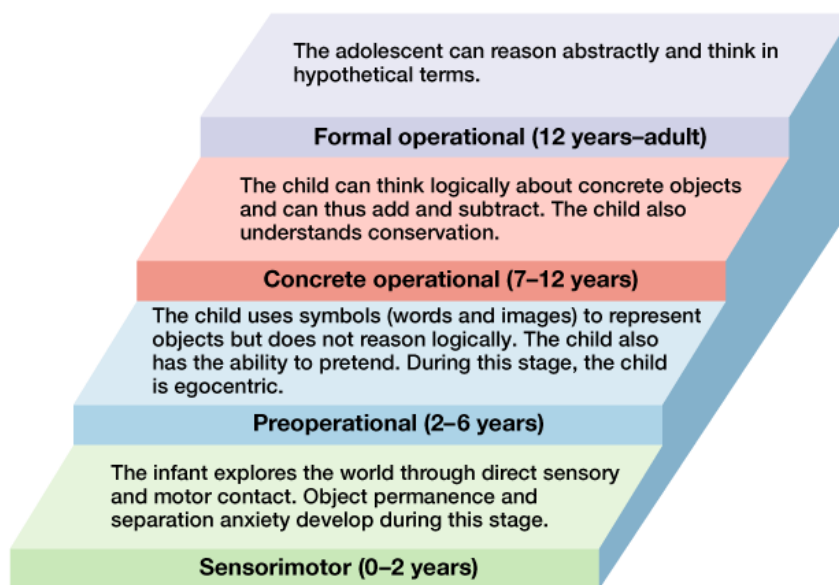 The adolescent can reason abstractly and think in
hypothetical terms.
Formal operational (12 years–adult)
The child can think logically about concrete objects
and can thus add and subtract. The child also
understands conservation.
Concrete operational (7–12 years)
The child uses symbols (words and images) to represent
objects but does not reason logically. The child also
has the ability to pretend. During this stage, the child
is egocentric.
Preoperational (2–6 years)
The infant explores the world through direct sensory
and motor contact. Object permanence and
separation anxiety develop during this stage.
Sensorimotor (0–2 years)